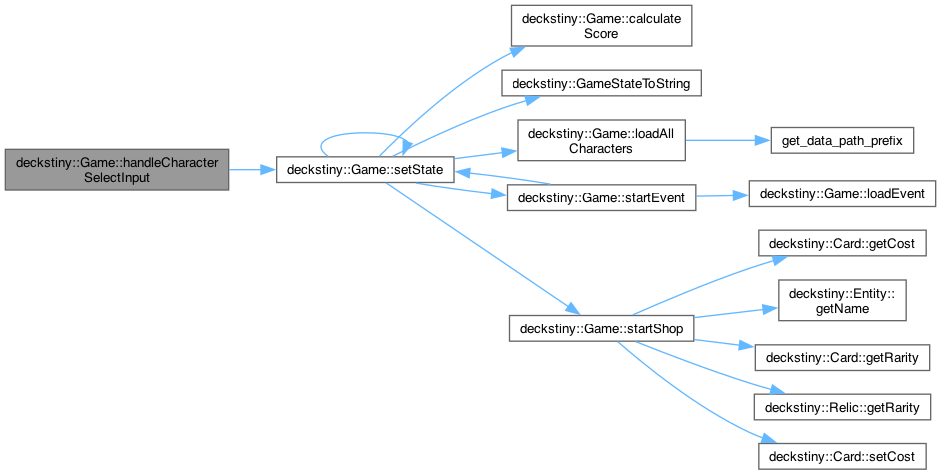 deckstiny::Game::handleCharacter
SelectInput
deckstiny::Game::setState
deckstiny::Game::calculate
Score
deckstiny::GameStateToString
deckstiny::Game::loadAll
Characters
get_data_path_prefix
deckstiny::Game::startEvent
deckstiny::Game::loadEvent
deckstiny::Game::startShop
deckstiny::Card::getCost
deckstiny::Entity::
getName
deckstiny::Card::getRarity
deckstiny::Relic::getRarity
deckstiny::Card::setCost